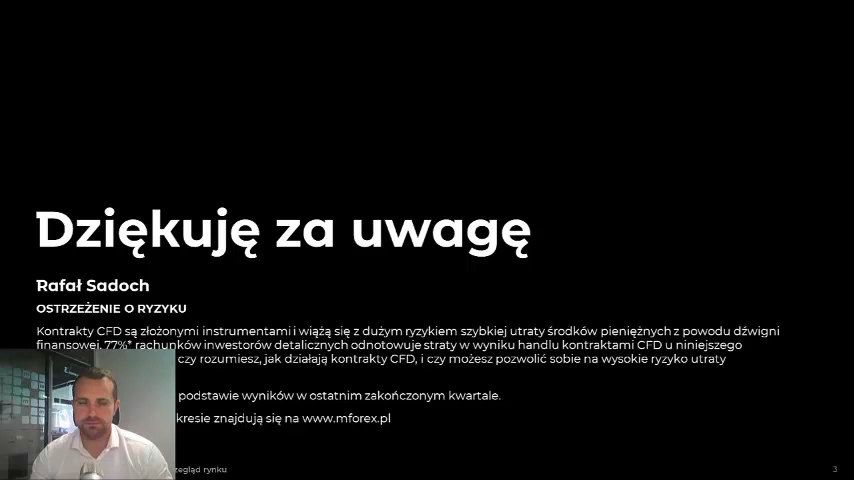 Dziękuję za uwagę
Rafał Sadoch
OSTRZEŻENIE O RYZYKU
Kontrakty CFD są złożonymi instrumentami i wiążą się z dużym ryzykiem szybkiej utraty środków pieniężnych z powodu dźwigni
finansowej. 77%* rachunków inwestorów detalicznych odnotowuje straty w wyniku handlu kontraktami CFD u niniejszego
czy rozumiesz, jak działają kontrakty CFD, i czy możesz pozwolić sobie na wysokie ryzyko utraty
podstawie wyników w ostatnim zakończonym kwartale.
kresie znajdują się na www.mforex.pl
zegląd rynku
3